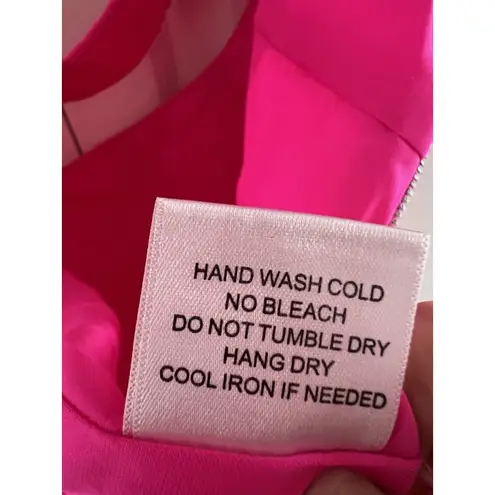 HAND WASH COLD
NO BLEACH
DO NOT TUMBLE DRY
HANG DRY
COOL IRON IF NEEDED